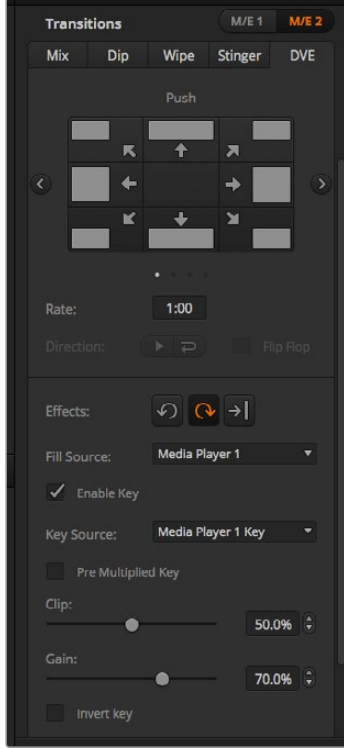 Transitions M/E 1 M/E 2
Mix Dip Wipe Stinger DVE
Push
Rate: 1:00
Direction: Flip Flop
Effects:
Fill Source: Media Player 1
Enable Key
Key Source: Media Player 1 Key
Pre Multiplied Key
Clip:
50.0%
Gain:
70.0%
Invert key